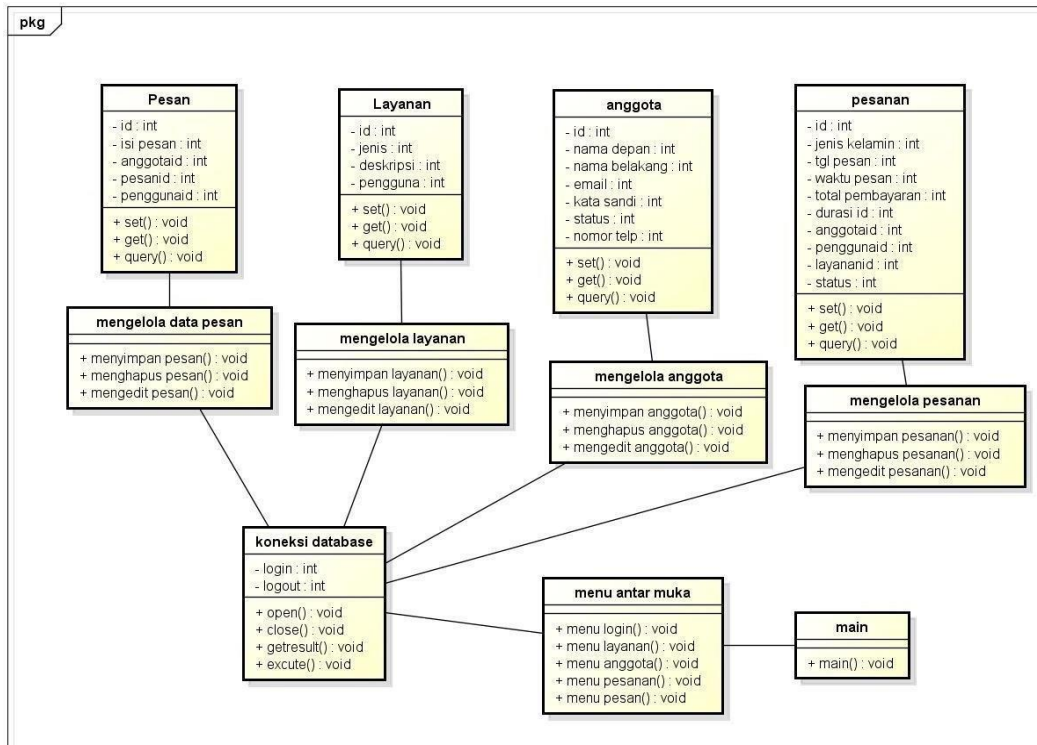 pkg
Pesan
- id : int
- isi pesan : int
- anggotaid : int
- pesanid : int
- penggunaid : int
+ set() : void
+ get() : void
+ query() : void
Layanan
- id : int
- jenis : int
- deskripsi : int
- pengguna : int
+ set() : void
+ get() : void
+ query() : void
anggota
- id : int
- nama depan : int
- nama belakang : int
- email : int
- kata sandi : int
- status : int
- nomor telp : int
+ set() : void
+ get() : void
+ query() : void
pesanan
- id : int
- jenis kelamin : int
- tgl pesan : int
- waktu pesan : int
- total pembayaran : int
- durasi id : int
- anggotaid : int
- penggunaid : int
- layananid : int
- status : int
+ set() : void
+ get() : void
+ query() : void
mengelola data pesan
+ menyimpan pesan() : void
+ menghapus pesan() : void
+ mengedit pesan() : void
mengelola layanan
+ menyimpan layanan() : void
+ menghapus layanan() : void
+ mengedit layanan() : void
mengelola anggota
+ menyimpan anggota() : void
+ menghapus anggota() : void
+ mengedit anggota() : void
mengelola pesanan
+ menyimpan pesanan() : void
+ menghapus pesanan() : void
+ mengedit pesanan() : void
koneksi database
- login : int
- logout : int
+ open() : void
+ close() : void
+ getresult() : void
+ excute() : void
menu antar muka
+ menu login() : void
+ menu layanan() : void
+ menu anggota() : void
+ menu pesanan() : void
+ menu pesan() : void
main
+ main() : void